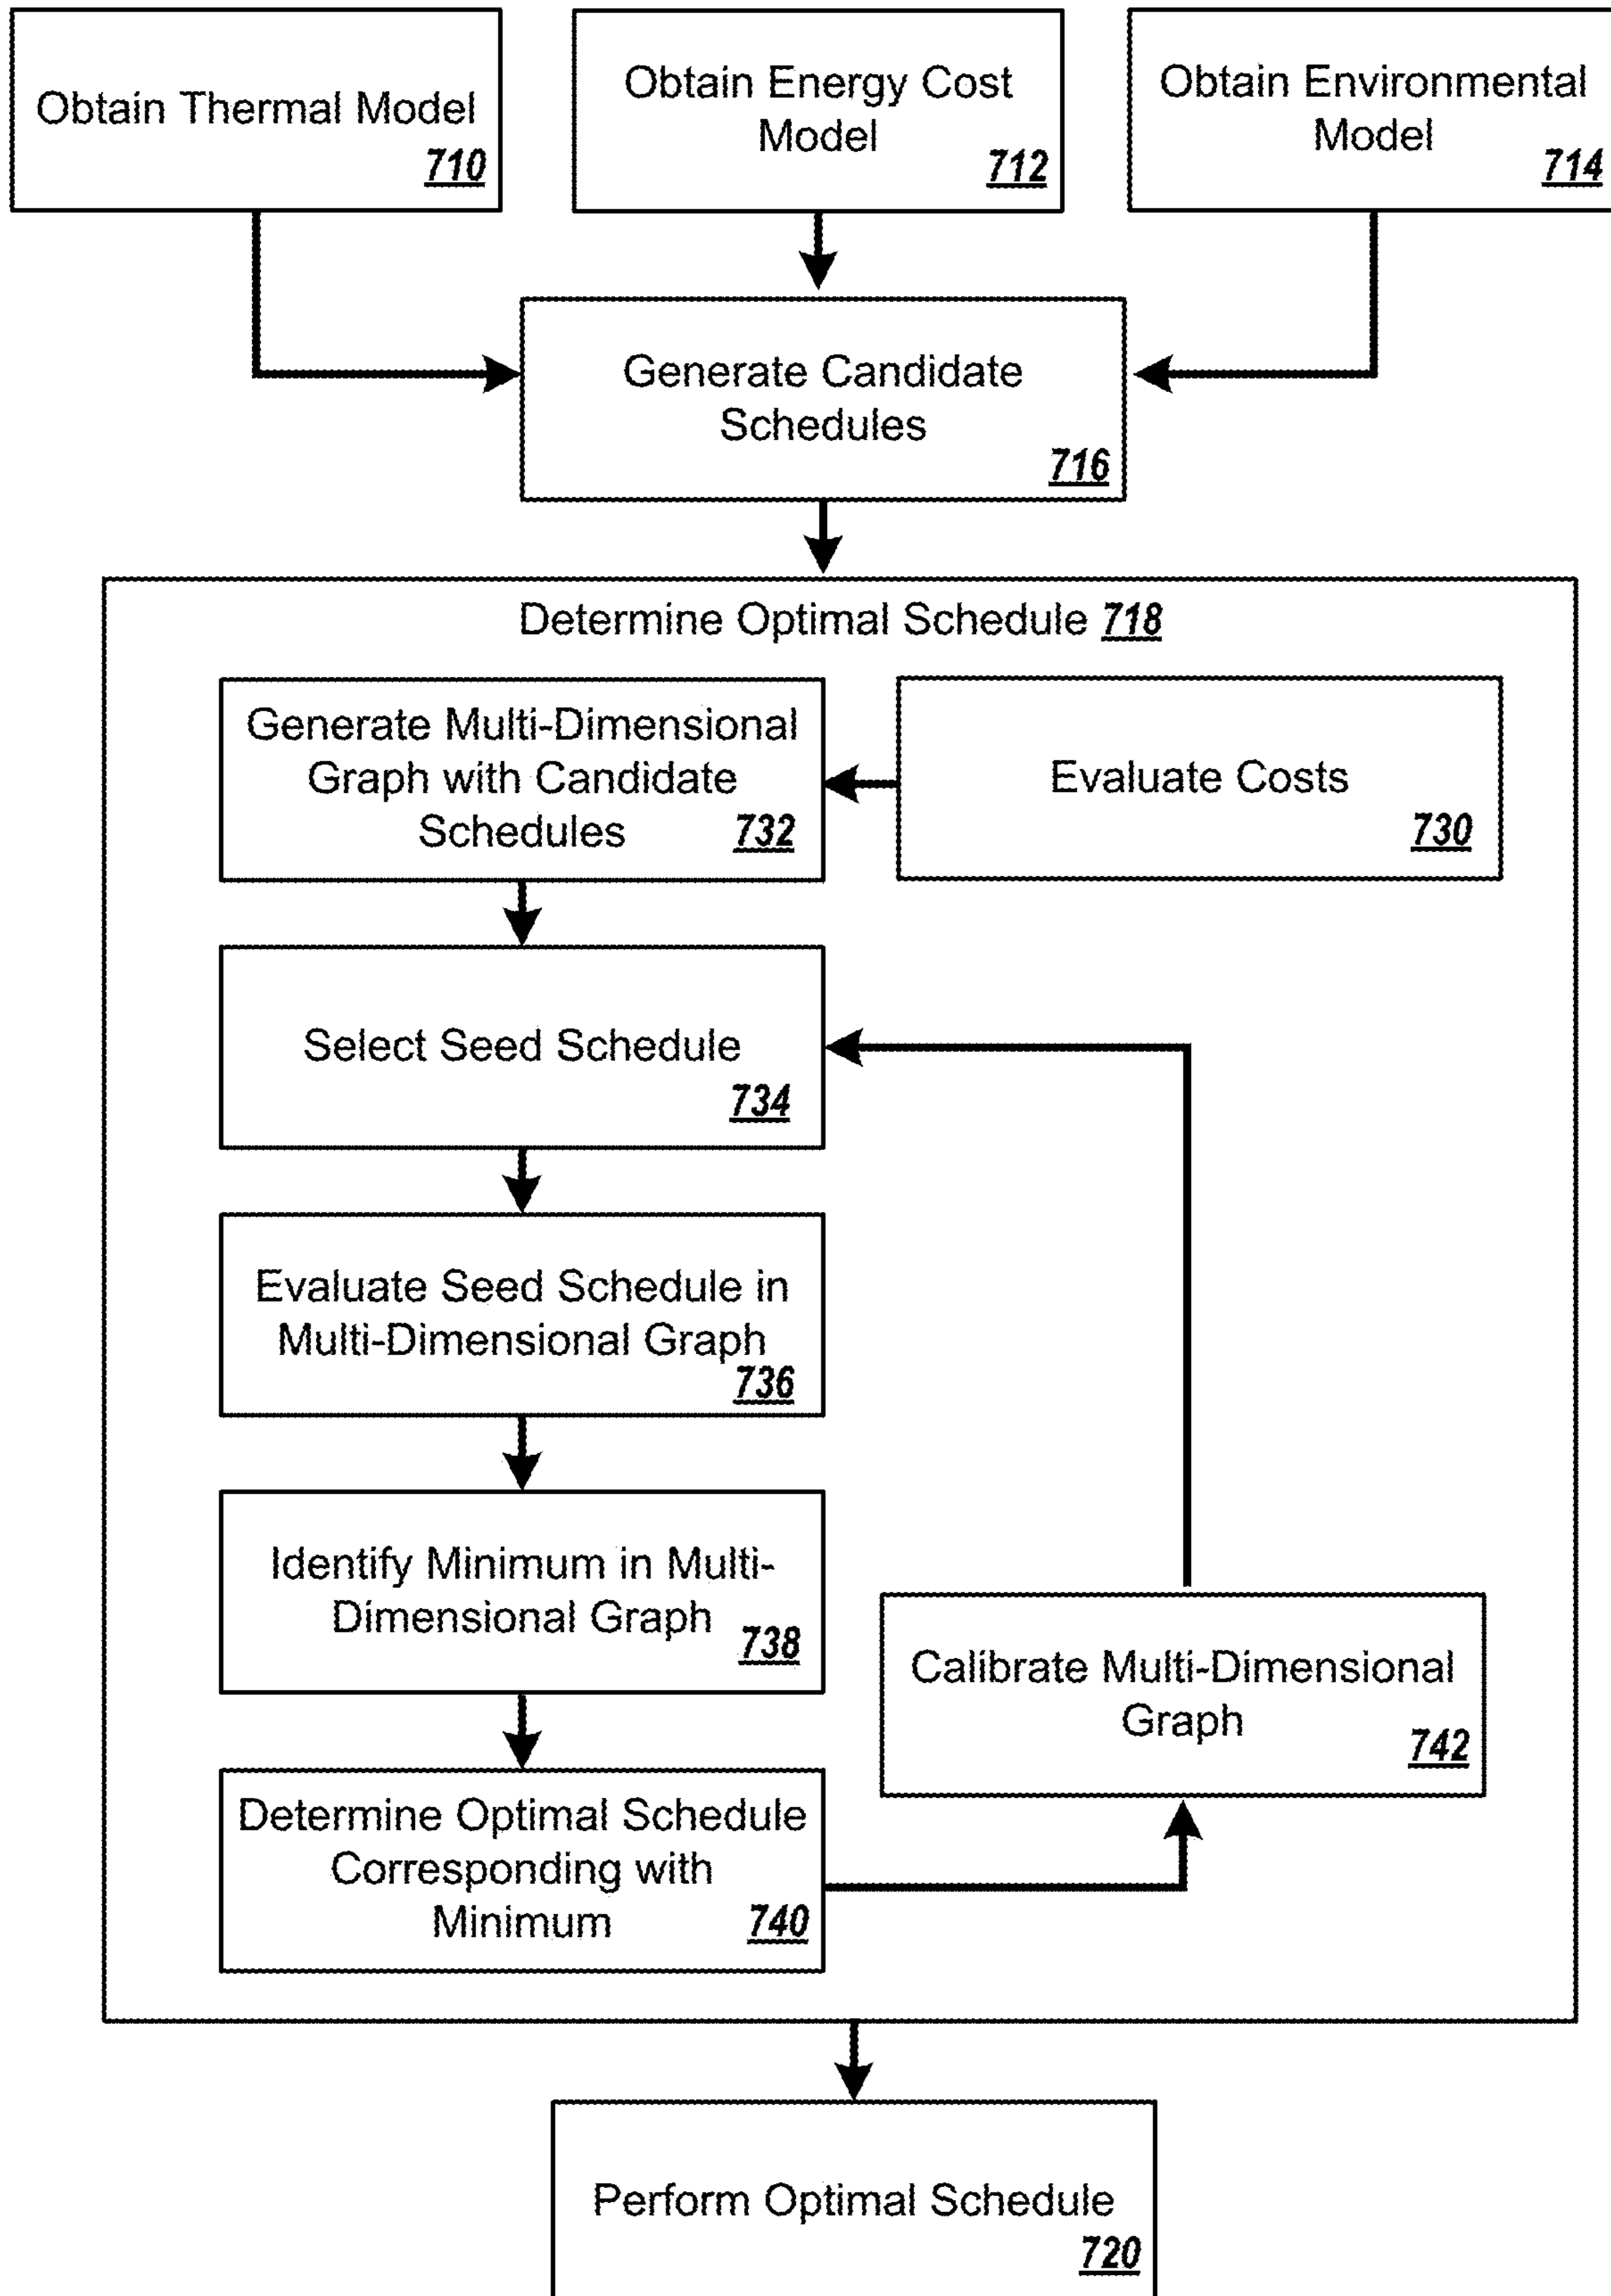 Obtain Thermal Model
710
Obtain Energy Cost
Model
712
Obtain Environmental
Model
714
Generate Candidate
Schedules
716
Determine Optimal Schedule 718
Generate Multi-Dimensional
Graph with Candidate
Schedules 732
Evaluate Costs
730
Select Seed Schedule
734
Evaluate Seed Schedule in
Multi-Dimensional Graph
736
Identify Minimum in Multi-
Dimensional Graph
738
Calibrate Multi-Dimensional
Graph
742
Determine Optimal Schedule
Corresponding with
Minimum 740
Perform Optimal Schedule
720